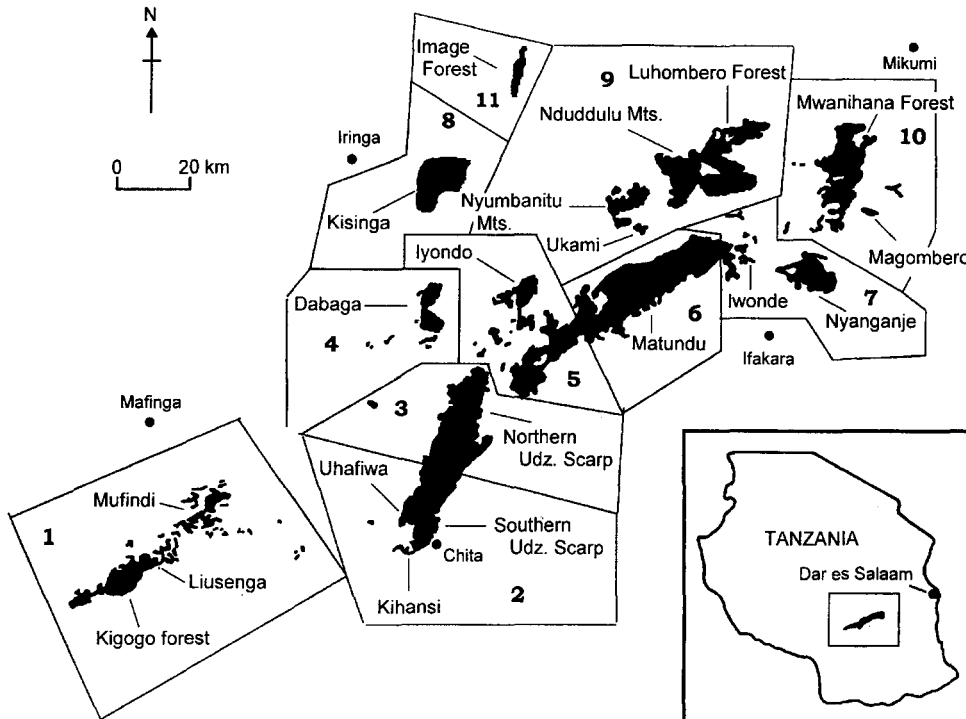 N
Image
Forest
11
9
Luhombero Forest
Nduddulu Mts.
Mikumi
Mwanihana Forest
10
8
Iringa
0 20 km
Kisinga
Nyumbanitu
Mts.
Ukami
Magombero
Iyondo
Iwonde
7
Nyanganje
Dabaga
4
6
Matundu
Ifakara
5
3
Mafinga
Northern
Udz. Scarp
Uhafiwa
Mufindi
1
Southern
Udz. Scarp
Chita
Liusenga
Kihansi
2
Kigogo forest
TANZANIA
Dar es Salaam